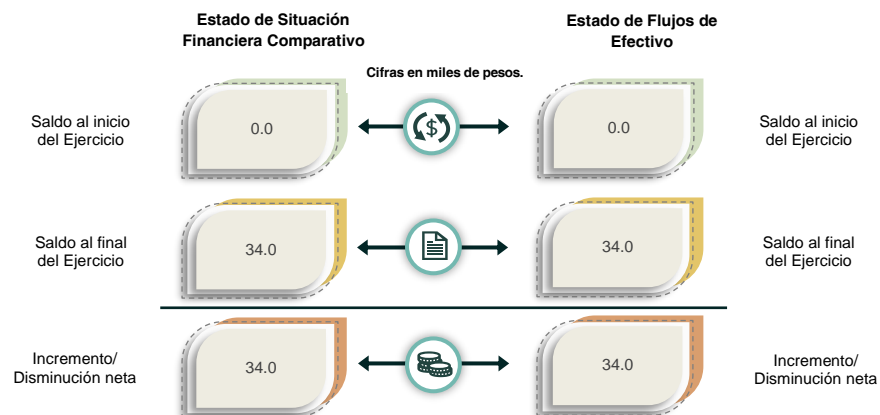 Estado de Situación
Financiera Comparativo
Estado de Flujos de
Efectivo
Cifras en miles de pesos.
Saldo al inicio
del Ejercicio
0.0
$
0.0
Saldo al inicio
del Ejercicio
Saldo al final
del Ejercicio
34.0
34.0
Saldo al final
del Ejercicio
Incremento/
Disminución neta
34.0
34.0
Incremento/
Disminución neta